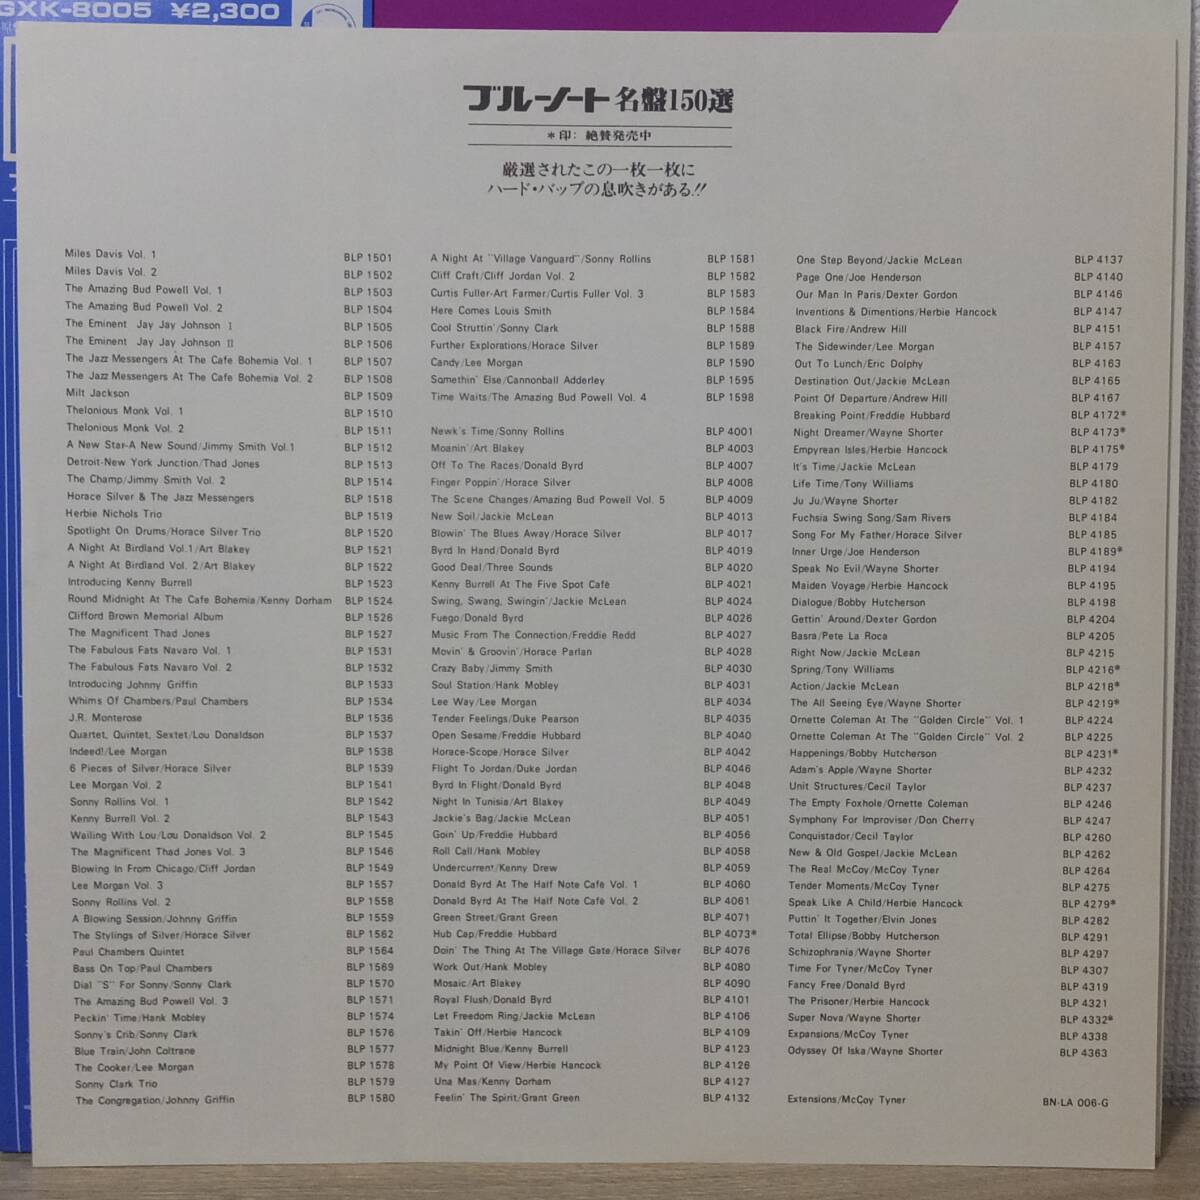 GXK-8005 ¥2,300
ブルーノート名盤150選
*印: 絶賛発売中
厳選されたこの一枚一枚に
ハード・バップの息吹きがある!!
Miles Davis Vol. 1 BLP 1501
Miles Davis Vol. 2 BLP 1502
The Amazing Bud Powell Vol. 1 BLP 1503
The Amazing Bud Powell Vol. 2 BLP 1504
The Eminent Jay Jay Johnson I BLP 1505
The Eminent Jay Jay Johnson II BLP 1506
The Jazz Messengers At The Cafe Bohemia Vol. 1 BLP 1507
The Jazz Messengers At The Cafe Bohemia Vol. 2 BLP 1508
Milt Jackson BLP 1509
Thelonious Monk Vol. 1 BLP 1510
Thelonious Monk Vol. 2 BLP 1511
A New Star-A New Sound/Jimmy Smith Vol.1 BLP 1512
Detroit-New York Junction/Thad Jones BLP 1513
The Champ/Jimmy Smith Vol. 2 BLP 1514
Horace Silver & The Jazz Messengers BLP 1518
Herbie Nichols Trio BLP 1519
Spotlight On Drums/Horace Silver Trio BLP 1520
A Night At Birdland Vol.1/Art Blakey BLP 1521
A Night At Birdland Vol. 2/Art Blakey BLP 1522
Introducing Kenny Burrell BLP 1523
Round Midnight At The Cafe Bohemia/Kenny Dorham BLP 1524
Clifford Brown Memorial Album BLP 1526
The Magnificent Thad Jones BLP 1527
The Fabulous Fats Navaro Vol. 1 BLP 1531
The Fabulous Fats Navaro Vol. 2 BLP 1532
Introducing Johnny Griffin BLP 1533
Whims Of Chambers/Paul Chambers BLP 1534
J.R. Monterose BLP 1536
Quartet, Quintet, Sextet/Lou Donaldson BLP 1537
Indeed!/Lee Morgan BLP 1538
6 Pieces of Silver/Horace Silver BLP 1539
Lee Morgan Vol. 2 BLP 1541
Sonny Rollins Vol. 1 BLP 1542
Kenny Burrell Vol. 2 BLP 1543
Wailing With Lou/Lou Donaldson Vol. 2 BLP 1545
The Magnificent Thad Jones Vol. 3 BLP 1546
Blowing In From Chicago/Cliff Jordan BLP 1549
Lee Morgan Vol. 3 BLP 1557
Sonny Rollins Vol. 2 BLP 1558
A Blowing Session/Johnny Griffin BLP 1559
The Stylings of Silver/Horace Silver BLP 1562
Paul Chambers Quintet BLP 1564
Bass On Top/Paul Chambers BLP 1569
Dial "S" For Sonny/Sonny Clark BLP 1570
The Amazing Bud Powell Vol. 3 BLP 1571
Peckin' Time/Hank Mobley BLP 1574
Sonny's Crib/Sonny Clark BLP 1576
Blue Train/John Coltrane BLP 1577
The Cooker/Lee Morgan BLP 1578
Sonny Clark Trio BLP 1579
The Congregation/Johnny Griffin BLP 1580
A Night At "Village Vanguard"/Sonny Rollins BLP 1581
Cliff Craft/Cliff Jordan Vol. 2 BLP 1582
Curtis Fuller-Art Farmer/Curtis Fuller Vol. 3 BLP 1583
Here Comes Louis Smith BLP 1584
Cool Struttin'/Sonny Clark BLP 1588
Further Explorations/Horace Silver BLP 1589
Candy/Lee Morgan BLP 1590
Somethin' Else/Cannonball Adderley BLP 1595
Time Waits/The Amazing Bud Powell Vol. 4 BLP 1598
Newk's Time/Sonny Rollins BLP 4001
Moanin'/Art Blakey BLP 4003
Off To The Races/Donald Byrd BLP 4007
Finger Poppin'/Horace Silver BLP 4008
The Scene Changes/Amazing Bud Powell Vol. 5 BLP 4009
New Soil/Jackie McLean BLP 4013
Blowin' The Blues Away/Horace Silver BLP 4017
Byrd In Hand/Donald Byrd BLP 4019
Good Deal/Three Sounds BLP 4020
Kenny Burrell At The Five Spot Café BLP 4021
Swing, Swang, Swingin'/Jackie McLean BLP 4024
Fuego/Donald Byrd BLP 4026
Music From The Connection/Freddie Redd BLP 4027
Movin' & Groovin'/Horace Parlan BLP 4028
Crazy Baby/Jimmy Smith BLP 4030
Soul Station/Hank Mobley BLP 4031
Lee Way/Lee Morgan BLP 4034
Tender Feelings/Duke Pearson BLP 4035
Open Sesame/Freddie Hubbard BLP 4040
Horace-Scope/Horace Silver BLP 4042
Flight To Jordan/Duke Jordan BLP 4046
Byrd In Flight/Donald Byrd BLP 4048
Night In Tunisia/Art Blakey BLP 4049
Jackie's Bag/Jackie McLean BLP 4051
Goin' Up/Freddie Hubbard BLP 4056
Roll Call/Hank Mobley BLP 4058
Undercurrent/Kenny Drew BLP 4059
Donald Byrd At The Half Note Café Vol. 1 BLP 4060
Donald Byrd At The Half Note Café Vol. 2 BLP 4061
Green Street/Grant Green BLP 4071
Hub Cap/Freddie Hubbard BLP 4073*
Doin' The Thing At The Village Gate/Horace Silver BLP 4076
Work Out/Hank Mobley BLP 4080
Mosaic/Art Blakey BLP 4090
Royal Flush/Donald Byrd BLP 4101
Let Freedom Ring/Jackie McLean BLP 4106
Takin' Off/Herbie Hancock BLP 4109
Midnight Blue/Kenny Burrell BLP 4123
My Point Of View/Herbie Hancock BLP 4126
Una Mas/Kenny Dorham BLP 4127
Feelin' The Spirit/Grant Green BLP 4132
One Step Beyond/Jackie McLean BLP 4137
Page One/Joe Henderson BLP 4140
Our Man In Paris/Dexter Gordon BLP 4146
Inventions & Dimentions/Herbie Hancock BLP 4147
Black Fire/Andrew Hill BLP 4151
The Sidewinder/Lee Morgan BLP 4157
Out To Lunch/Eric Dolphy BLP 4163
Destination Out/Jackie McLean BLP 4165
Point Of Departure/Andrew Hill BLP 4167
Breaking Point/Freddie Hubbard BLP 4172*
Night Dreamer/Wayne Shorter BLP 4173*
Empyrean Isles/Herbie Hancock BLP 4175*
It's Time/Jackie McLean BLP 4179
Life Time/Tony Williams BLP 4180
Ju Ju/Wayne Shorter BLP 4182
Fuchsia Swing Song/Sam Rivers BLP 4184
Song For My Father/Horace Silver BLP 4185
Inner Urge/Joe Henderson BLP 4189*
Speak No Evil/Wayne Shorter BLP 4194
Maiden Voyage/Herbie Hancock BLP 4195
Dialogue/Bobby Hutcherson BLP 4198
Gettin' Around/Dexter Gordon BLP 4204
Basra/Pete La Roca BLP 4205
Right Now/Jackie McLean BLP 4215
Spring/Tony Williams BLP 4216*
Action/Jackie McLean BLP 4218*
The All Seeing Eye/Wayne Shorter BLP 4219*
Ornette Coleman At The "Golden Circle" Vol. 1 BLP 4224
Ornette Coleman At The "Golden Circle" Vol. 2 BLP 4225
Happenings/Bobby Hutcherson BLP 4231*
Adam's Apple/Wayne Shorter BLP 4232
Unit Structures/Cecil Taylor BLP 4237
The Empty Foxhole/Ornette Coleman BLP 4246
Symphony For Improviser/Don Cherry BLP 4247
Conquistador/Cecil Taylor BLP 4260
New & Old Gospel/Jackie McLean BLP 4262
The Real McCoy/McCoy Tyner BLP 4264
Tender Moments/McCoy Tyner BLP 4275
Speak Like A Child/Herbie Hancock BLP 4279*
Puttin' It Together/Elvin Jones BLP 4282
Total Ellipse/Bobby Hutcherson BLP 4291
Schizophrania/Wayne Shorter BLP 4297
Time For Tyner/McCoy Tyner BLP 4307
Fancy Free/Donald Byrd BLP 4319
The Prisoner/Herbie Hancock BLP 4321
Super Nova/Wayne Shorter BLP 4332*
Expansions/McCoy Tyner BLP 4338
Odyssey Of Iska/Wayne Shorter BLP 4363
Extensions/McCoy Tyner BN-LA 006-G